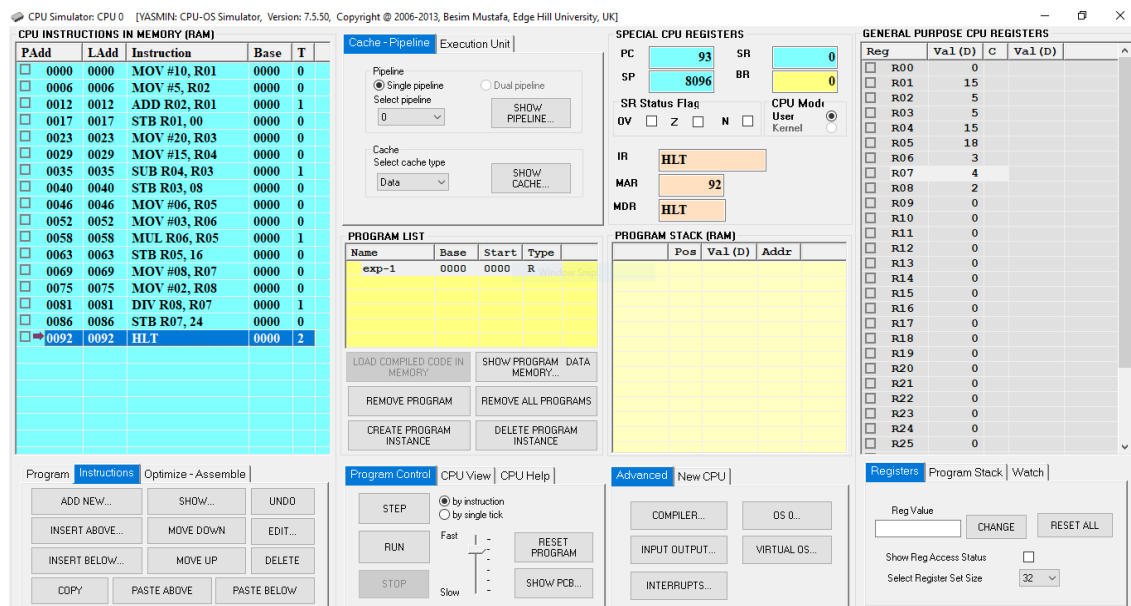 CPU Simulator: CPU 0 [YASMIN: CPU-OS Simulator, Version: 7.5.50, Copyright @ 2006-2013, Besim Mustafa, Edge Hill University, UK]
CPU INSTRUCTIONS IN MEMORY (RAM)
PAdd LAdd Instruction Base T
0000 0000 MOV #10, R01 0000 0
0006 0006 MOV #5, R02 0000 0
0012 0012 ADD R02, R01 0000 1
0017 0017 STB R01, 00 0000 0
0023 0023 MOV #20, R03 0000 0
0029 0029 MOV #15, R04 0000 0
0035 0035 SUB R04, R03 0000 1
0040 0040 STB R03, 08 0000 0
0046 0046 MOV #06, R05 0000 0
0052 0052 MOV #03, R06 0000 0
0058 0058 MUL R06, R05 0000 1
0063 0063 STB R05, 16 0000 0
0069 0069 MOV #08, R07 0000 0
0075 0075 MOV #02, R08 0000 0
0081 0081 DIV R08, R07 0000 1
0086 0086 STB R07, 24 0000 0
0092 0092 HLT 0000 2
Program Instructions Optimize - Assemble
ADD NEW... SHOW... UNDO
INSERT ABOVE... MOVE DOWN EDIT...
INSERT BELOW... MOVE UP DELETE
COPY PASTE ABOVE PASTE BELOW
Cache - Pipeline Execution Unit
Pipeline
Single pipeline Dual pipeline
Select pipeline
0
SHOW
PIPELINE...
Cache
Select cache type
Data
SHOW
CACHE...
PROGRAM LIST
Name Base Start Type
exp-1 0000 0000 R
LOAD COMPILED CODE IN
MEMORY
SHOW PROGRAM DATA
MEMORY...
REMOVE PROGRAM REMOVE ALL PROGRAMS
CREATE PROGRAM
INSTANCE
DELETE PROGRAM
INSTANCE
Program Control CPU View CPU Help
STEP
by instruction
by single tick
RUN
Fast
RESET
PROGRAM
STOP
Slow
SHOW PCB...
SPECIAL CPU REGISTERS
PC 93 SR 0
SP 8096 BR 0
SR Status Flag
OV Z N
CPU Mode
User
Kernel
IR HLT
MAR 92
MDR HLT
PROGRAM STACK (RAM)
Pos Val (D) Addr
Advanced New CPU
COMPILER... OS 0...
INPUT OUTPUT... VIRTUAL OS...
INTERRUPTS...
GENERAL PURPOSE CPU REGISTERS
Reg Val (D) C Val (D)
R00 0
R01 15
R02 5
R03 5
R04 15
R05 18
R06 3
R07 4
R08 2
R09 0
R10 0
R11 0
R12 0
R13 0
R14 0
R15 0
R16 0
R17 0
R18 0
R19 0
R20 0
R21 0
R22 0
R23 0
R24 0
R25 0
Registers Program Stack Watch
Reg Value
CHANGE RESET ALL
Show Reg Access Status
Select Register Set Size 32